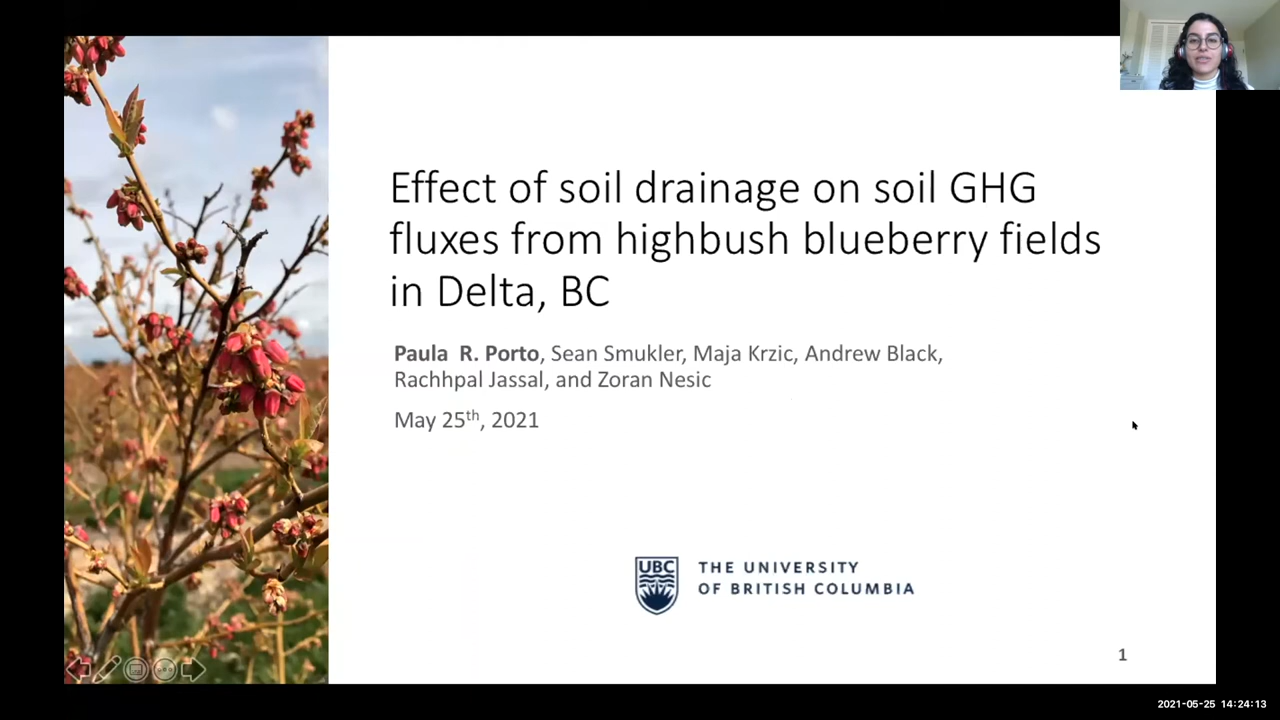 Effect of soil drainage on soil GHG
fluxes from highbush blueberry fields
in Delta, BC
Paula R. Porto, Sean Smukler, Maja Krzic, Andrew Black,
Rachhpal Jassal, and Zoran Nesic
May 25th, 2021
UBC
THE UNIVERSITY
OF BRITISH COLUMBIA
1
2021-05-25 14:24:13